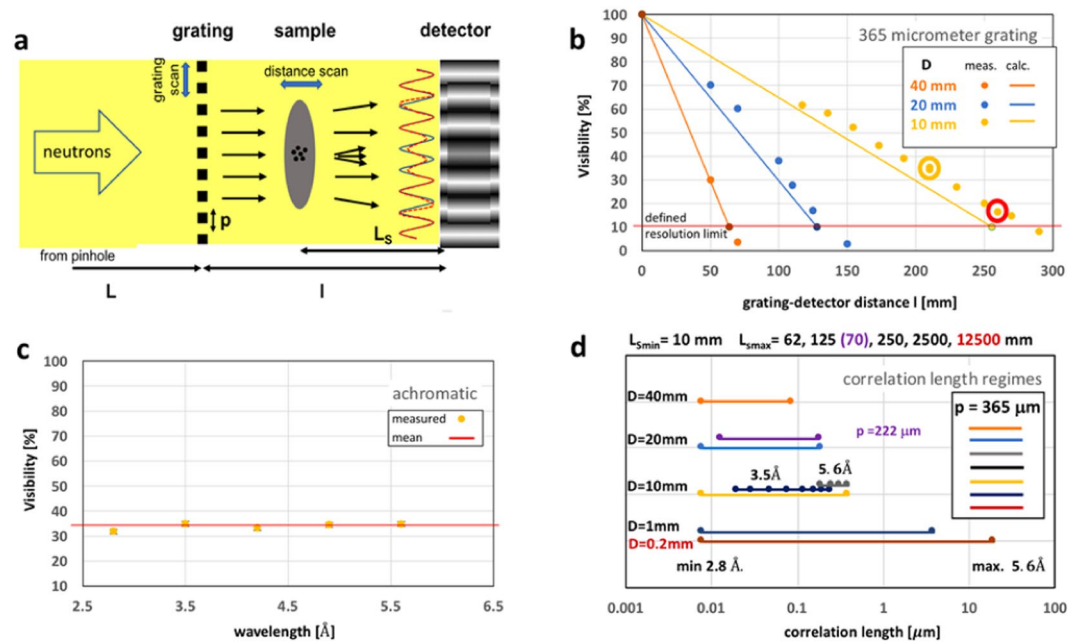 a
grating
sample
detector
grating
scan
distance scan
neutrons
p
L_S
from pinhole
L
l
b
Visibility [%]
100
90
80
70
60
50
40
30
20
10
0
365 micrometer grating
D meas. calc.
40 mm
20 mm
10 mm
defined
resolution limit
0 50 100 150 200 250 300
grating-detector distance l [mm]
c
Visibility [%]
100
90
80
70
60
50
40
30
20
10
achromatic
measured
mean
2.5 3.5 4.5 5.5 6.5
wavelength [Å]
d
L_Smin= 10 mm L_smax= 62, 125 (70), 250, 2500, 12500 mm
correlation length regimes
D=40mm
p = 365 µm
D=20mm
p =222 µm
3.5Å 5.6Å
D=10mm
D=1mm
D=0.2mm
min 2.8 Å. max. 5.6Å
0.001 0.01 0.1 1 10 100
correlation length [µm]